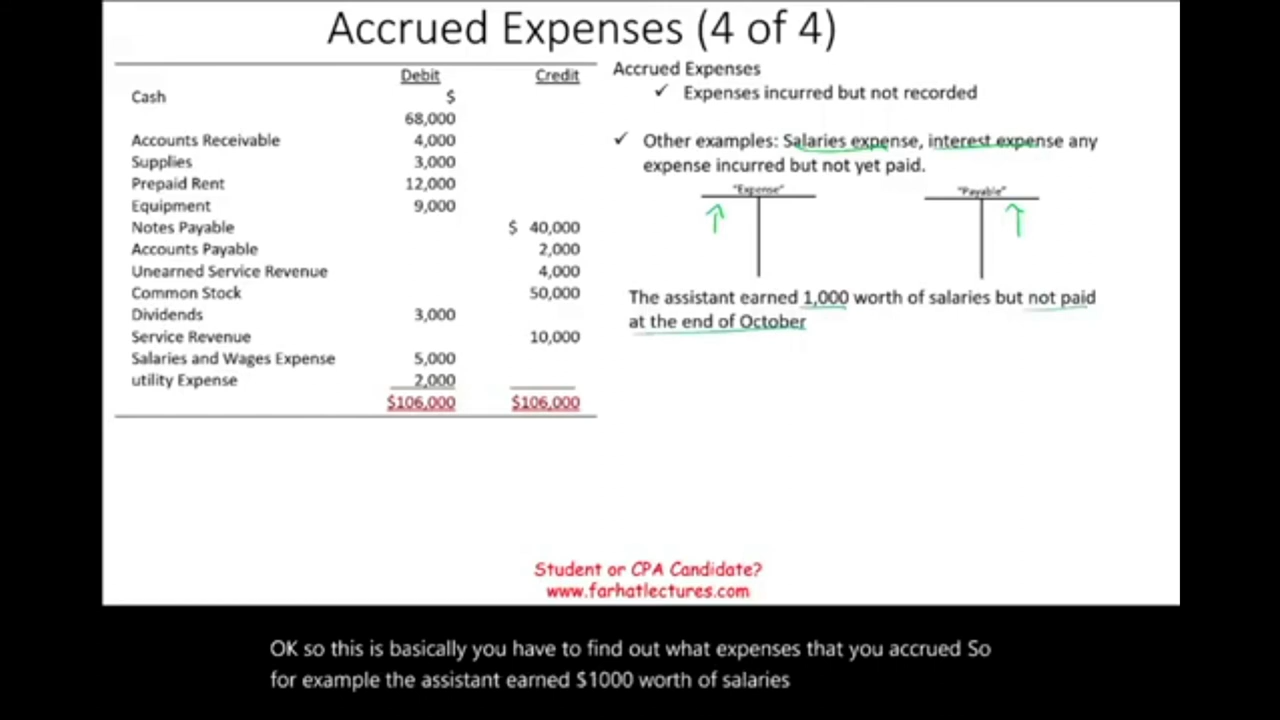 Accrued Expenses (4 of 4)
Debit Credit
Cash $
68,000
Accounts Receivable 4,000
Supplies 3,000
Prepaid Rent 12,000
Equipment 9,000
Notes Payable $ 40,000
Accounts Payable 2,000
Unearned Service Revenue 4,000
Common Stock 50,000
Dividends 3,000
Service Revenue 10,000
Salaries and Wages Expense 5,000
utility Expense 2,000
$106,000 $106,000
Accrued Expenses
✓ Expenses incurred but not recorded
✓ Other examples: Salaries expense, interest expense any
expense incurred but not yet paid.
"Expense" "Payable"
The assistant earned 1,000 worth of salaries but not paid
at the end of October
Student or CPA Candidate?
www.farhatlectures.com
OK so this is basically you have to find out what expenses that you accrued So
for example the assistant earned $1000 worth of salaries